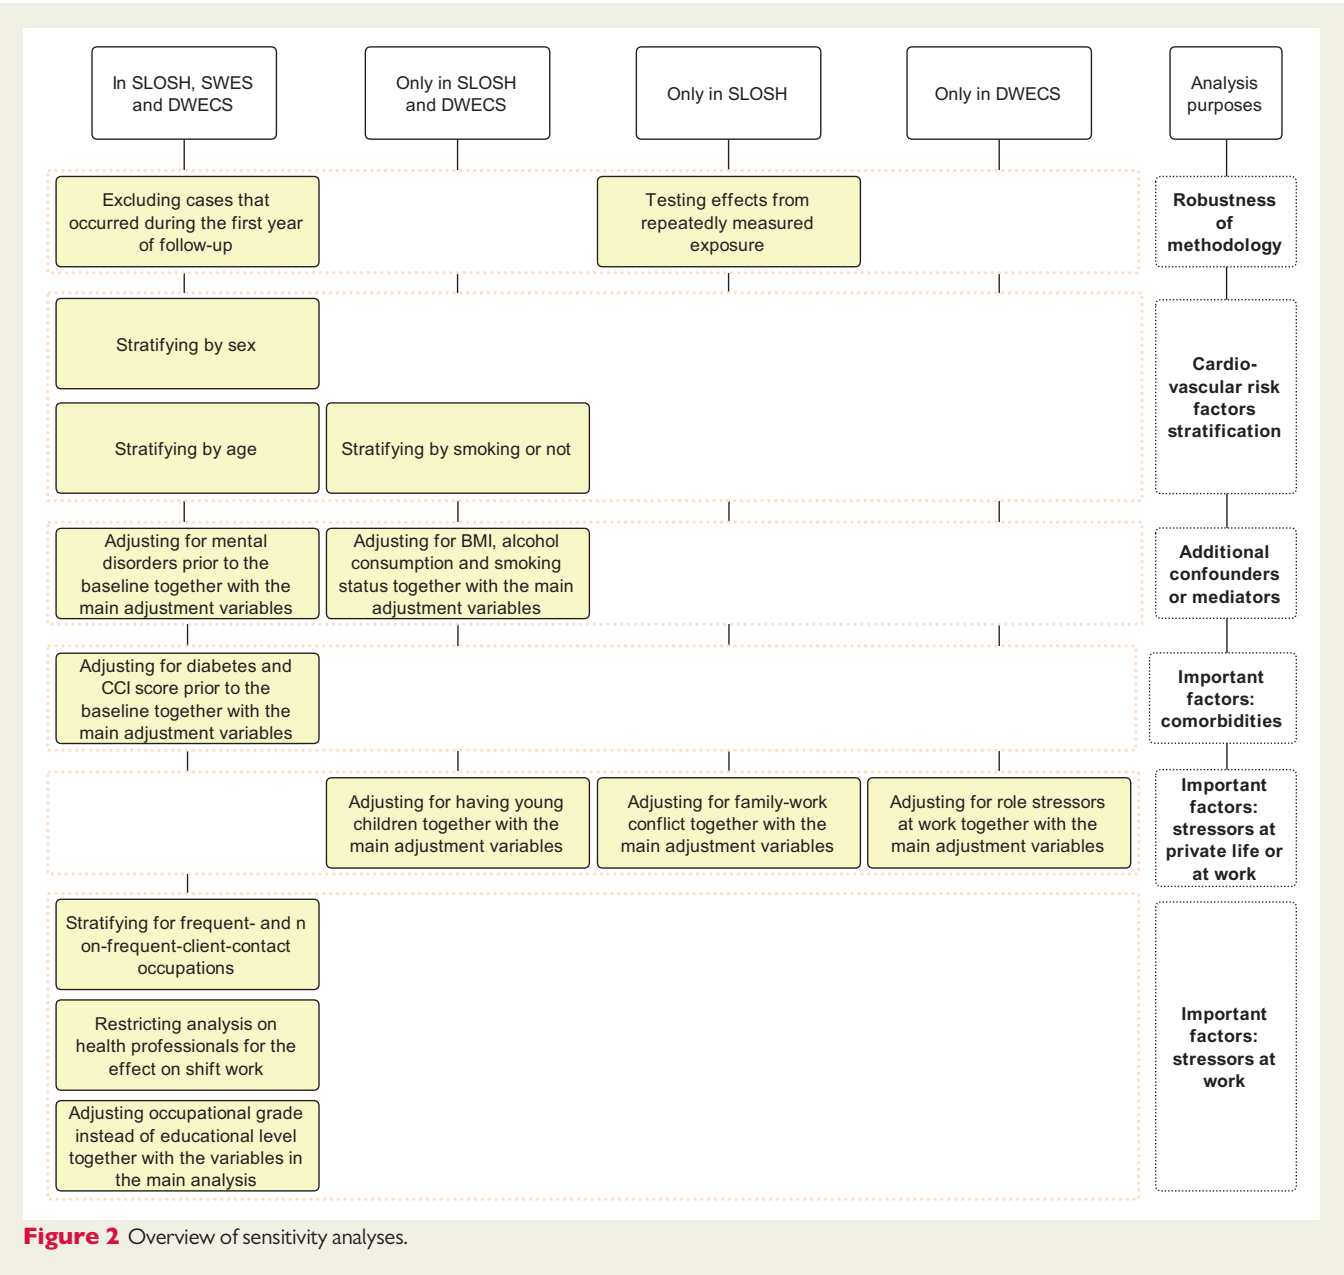 In SLOSH, SWES
and DWECS
Only in SLOSH
and DWECS
Only in SLOSH
Only in DWECS
Analysis
purposes
Excluding cases that
occurred during the first year
of follow-up
Testing effects from
repeatedly measured
exposure
Robustness
of
methodology
Stratifying by sex
Stratifying by age
Stratifying by smoking or not
Cardio-
vascular risk
factors
stratification
Adjusting for mental
disorders prior to the
baseline together with the
main adjustment variables
Adjusting for BMI, alcohol
consumption and smoking
status together with the main
adjustment variables
Additional
confounders
or mediators
Adjusting for diabetes and
CCI score prior to the
baseline together with the
main adjustment variables
Important
factors:
comorbidities
Adjusting for having young
children together with the
main adjustment variables
Adjusting for family-work
conflict together with the
main adjustment variables
Adjusting for role stressors
at work together with the
main adjustment variables
Important
factors:
stressors at
private life or
at work
Stratifying for frequent- and n
on-frequent-client-contact
occupations
Restricting analysis on
health professionals for the
effect on shift work
Adjusting occupational grade
instead of educational level
together with the variables in
the main analysis
Important
factors:
stressors at
work
Figure 2 Overview of sensitivity analyses.